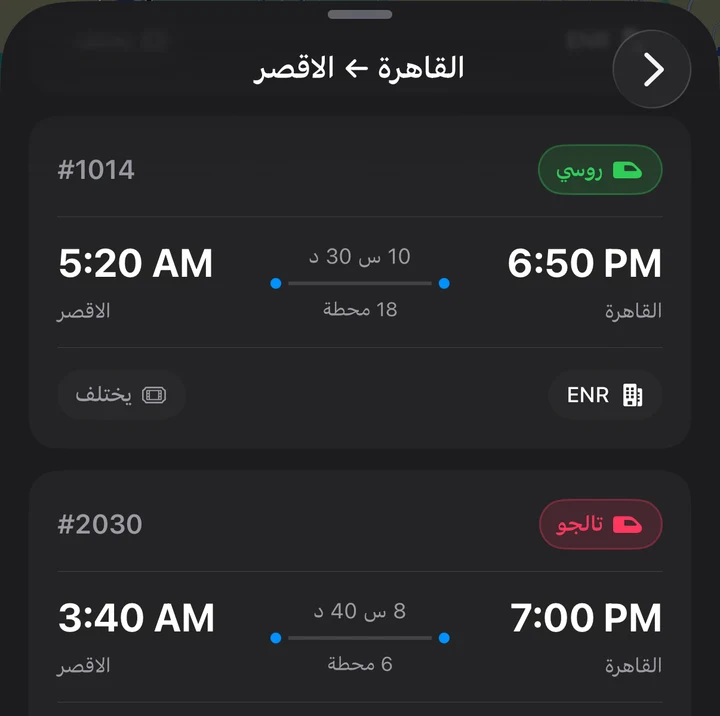 القاهرة ← الاقصر
روسي
#1014
6:50 PM
10 س 30 د
5:20 AM
القاهرة
18 محطة
الاقصر
ENR
يختلف
تالجو
#2030
7:00 PM
8 س 40 د
3:40 AM
القاهرة
6 محطة
الاقصر